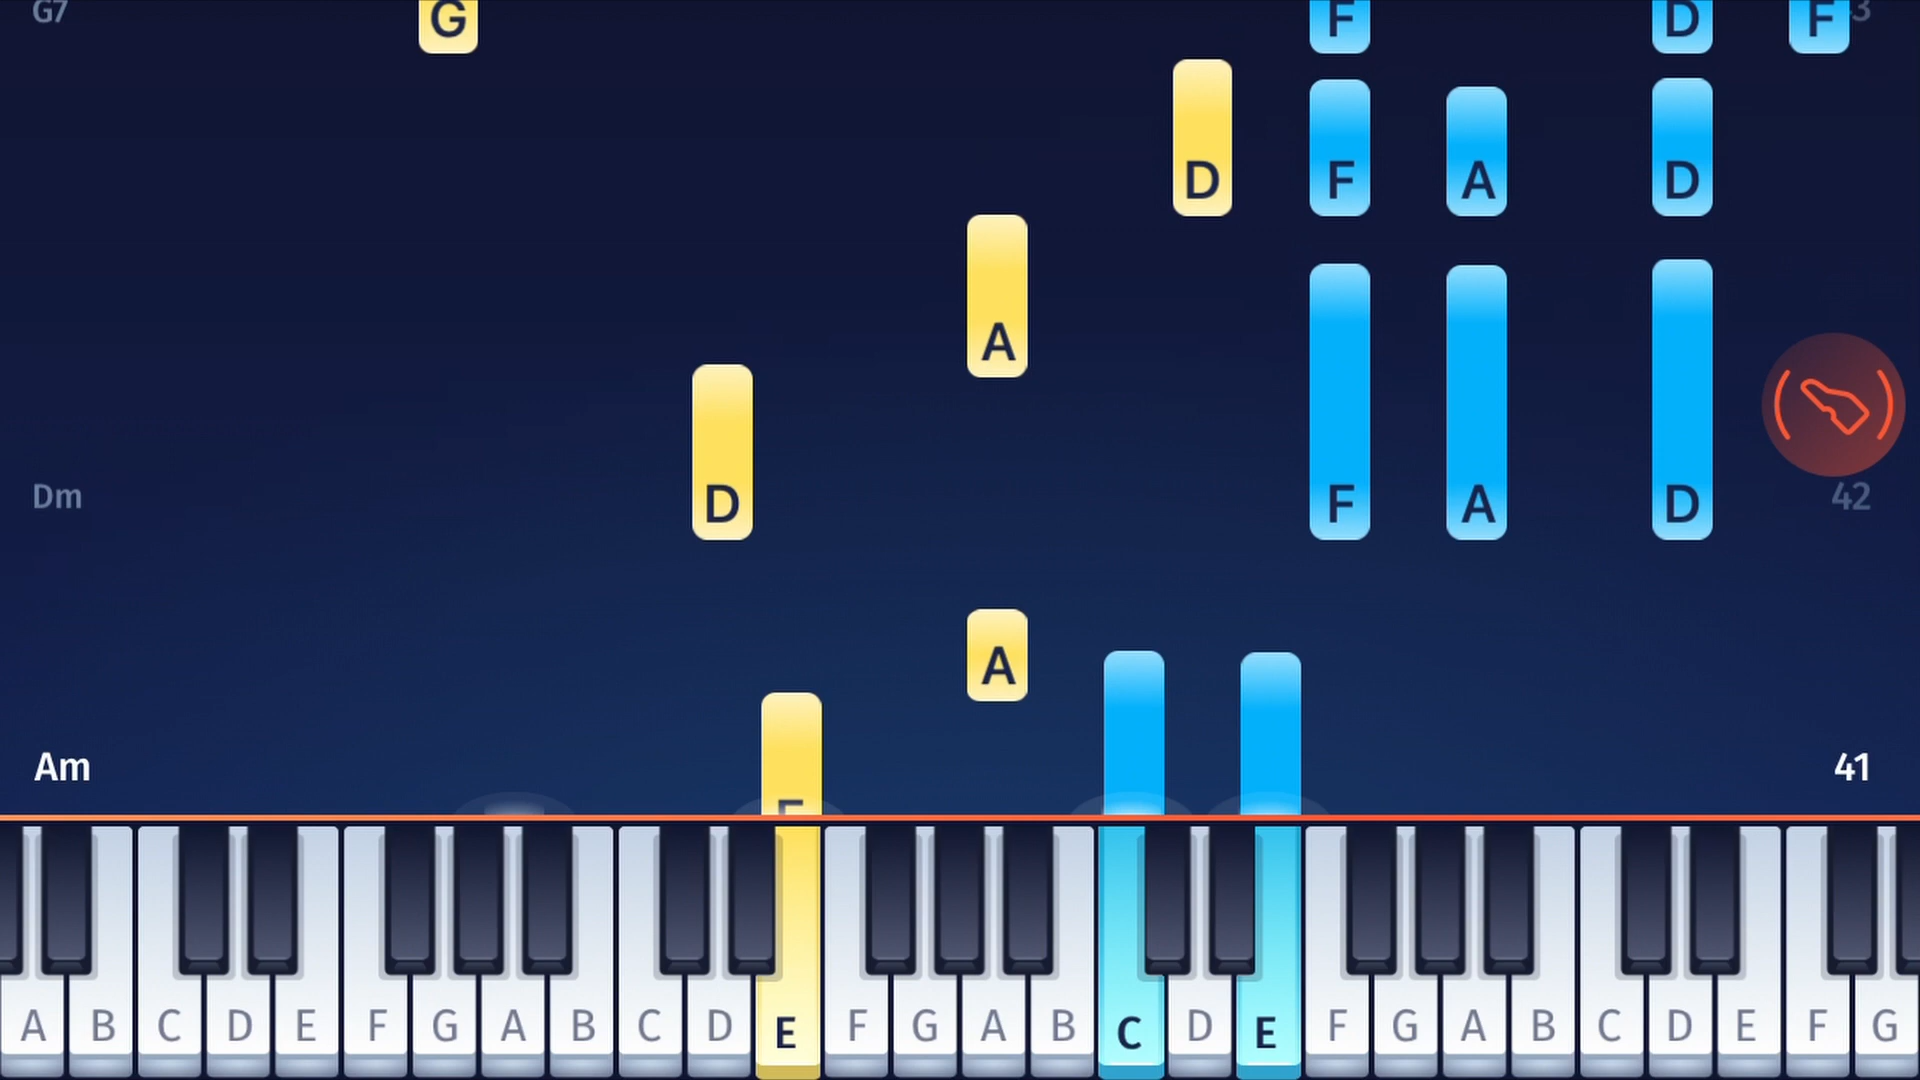 G7 G F D F 3
D F A D
A
D F A D
Dm 42
A
E
Am 41
A B C D E F G A B C D E F G A B C D E F G A B C D E F G